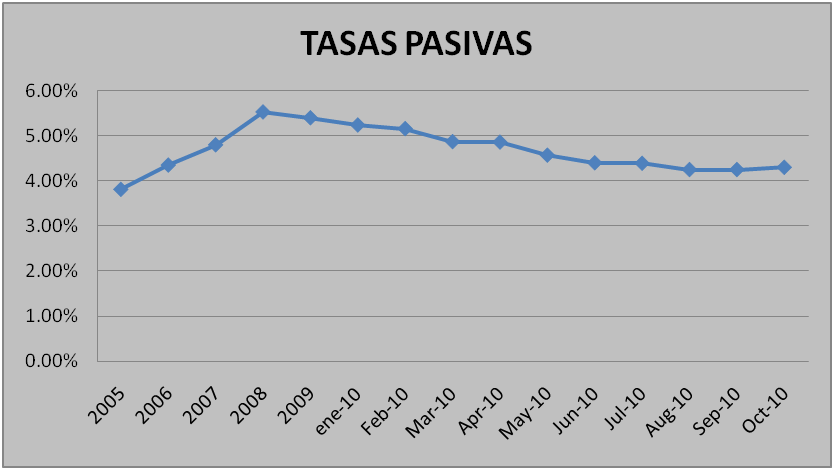 TASAS PASIVAS
6.00%
5.00%
4.00%
3.00%
2.00%
1.00%
0.00%
2005
2006
2007
2008
2009
ene-10
Feb-10
Mar-10
Apr-10
May-10
Jun-10
Jul-10
Aug-10
Sep-10
Oct-10